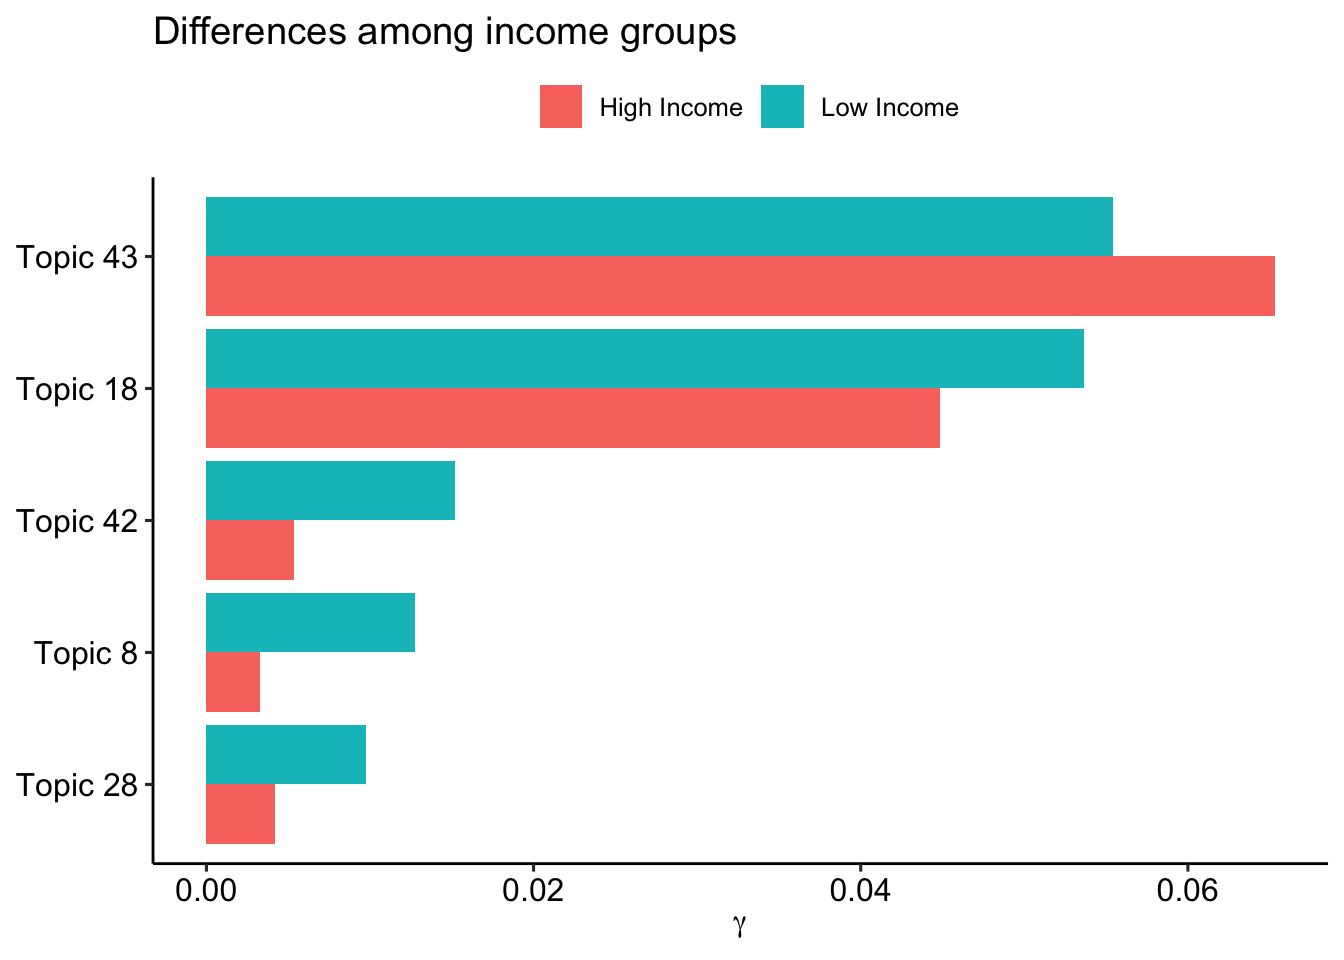 Differences among income groups
High Income Low Income
Topic 43
Topic 18
Topic 42
Topic 8
Topic 28
0.00 0.02 0.04 0.06
γ